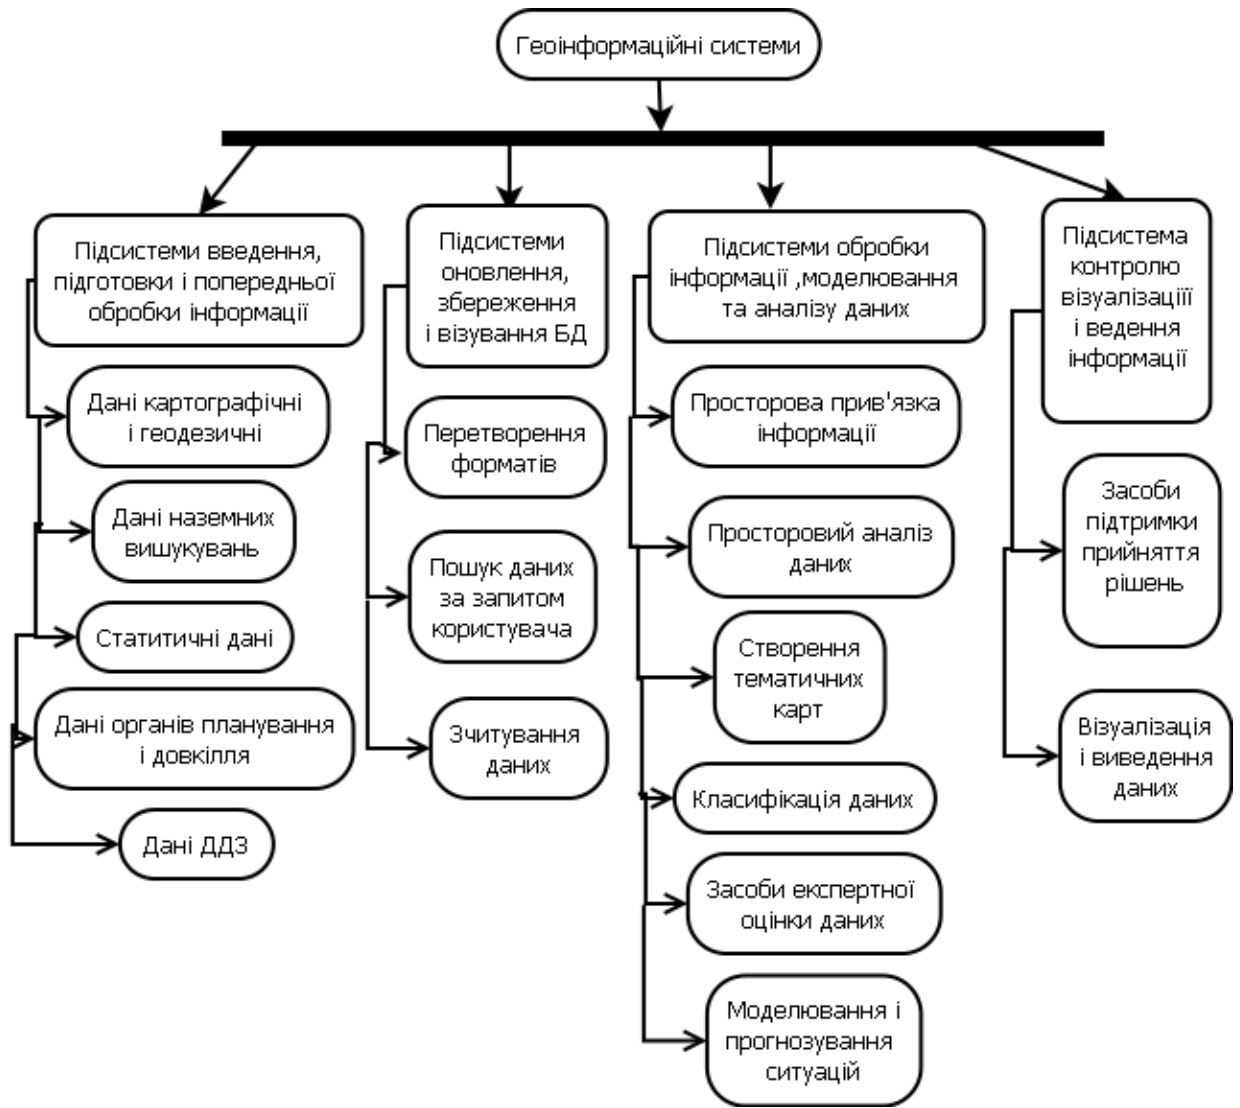 Геоінформаційні системи
Підсистеми введення,
підготовки і попередньої
обробки інформації
Дані картографічні
і геодезичні
Дані наземних
вишукувань
Статитичні дані
Дані органів планування
і довкілля
Дані ДДЗ
Підсистеми
оновлення,
збереження
і візування БД
Перетворення
форматів
Пошук даних
за запитом
користувача
Зчитування
даних
Підсистеми обробки
інформації ,моделювання
та аналізу даних
Просторова прив'язка
інформації
Просторовий аналіз
даних
Створення
тематичних
карт
Класифікація даних
Засоби експертної
оцінки даних
Моделювання і
прогнозування
ситуацій
Підсистема
контролю
візуалізаціїї
і ведення
інформації
Засоби
підтримки
прийняття
рішень
Візуалізація
і виведення
даних